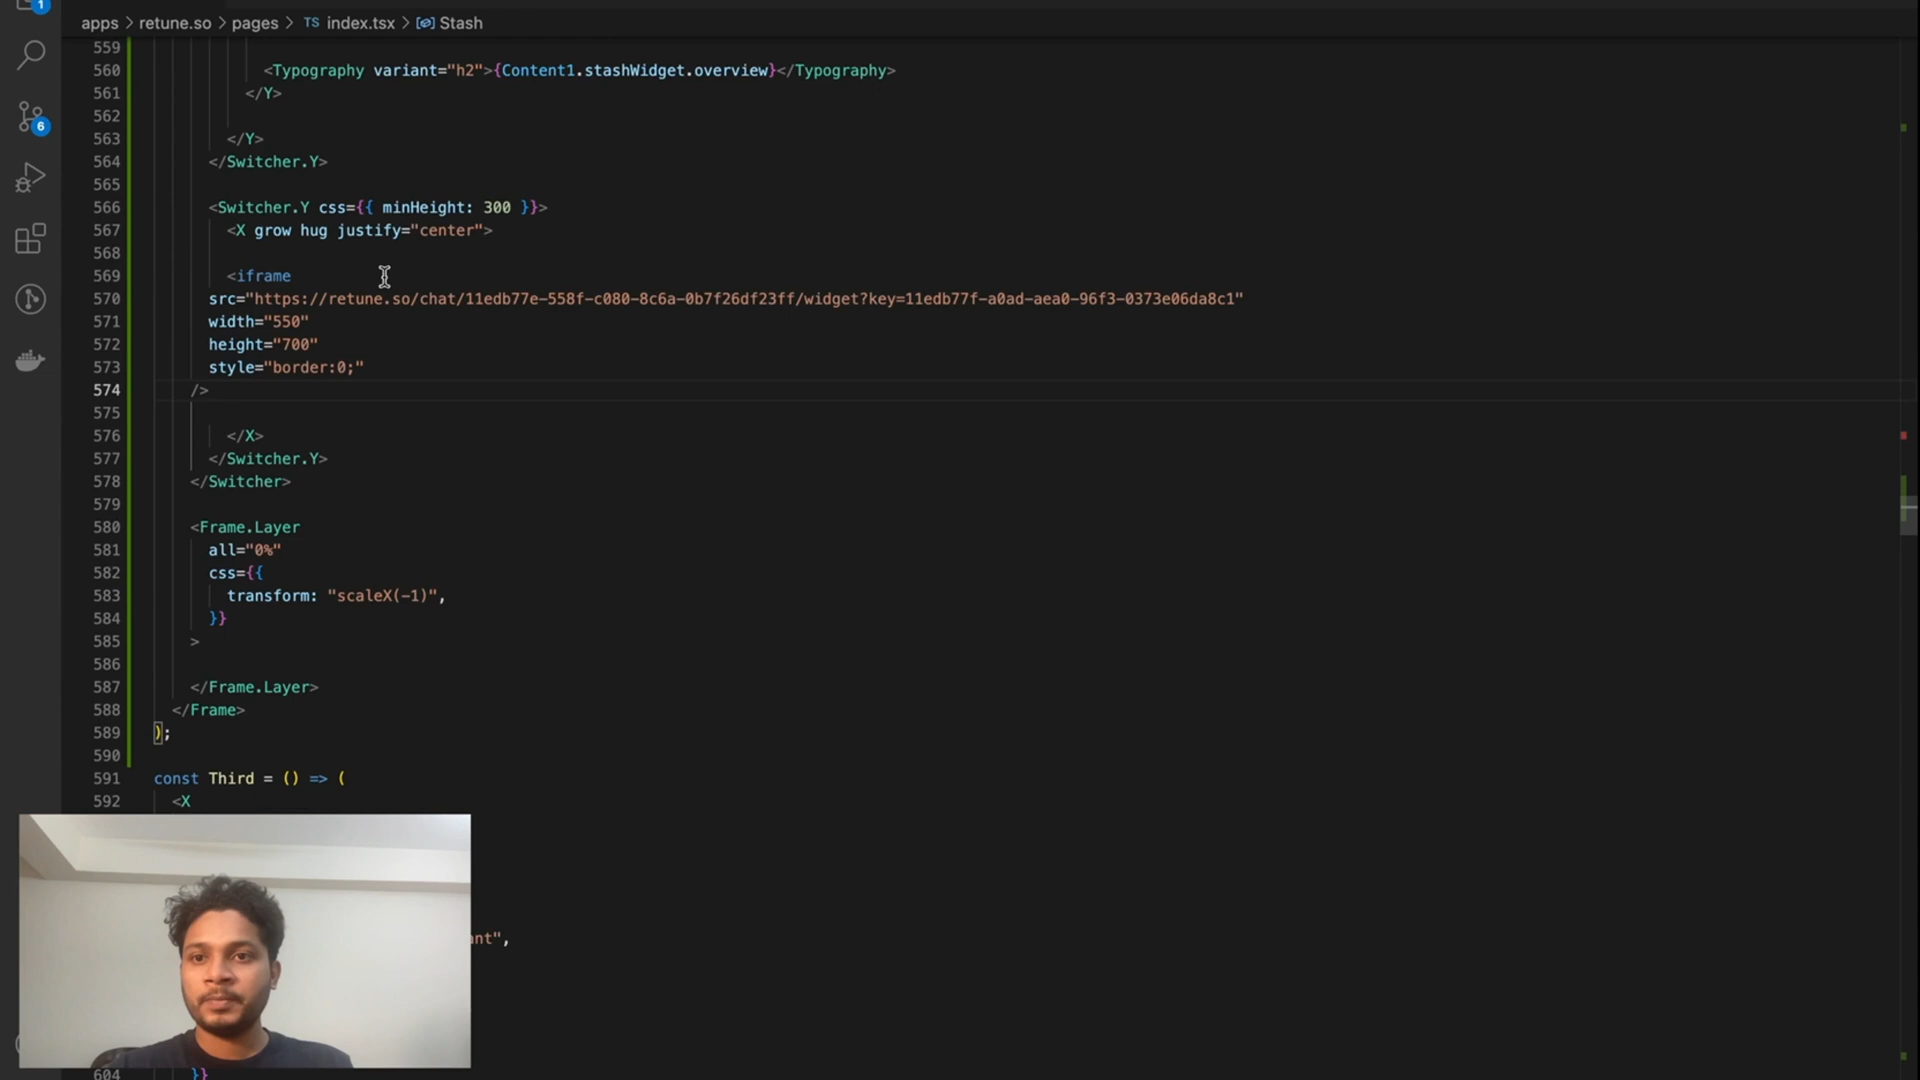 1
apps > retune.so > pages > TS index.tsx > Stash
559
560 <Typography variant="h2">{Content1.stashWidget.overview}</Typography>
561 </Y>
562
6
563 </Y>
564 </Switcher.Y>
565
566 <Switcher.Y css={{ minHeight: 300 }}>
567 <X grow hug justify="center">
568
569 <iframe
570 src="https://retune.so/chat/11edb77e-558f-c080-8c6a-0b7f26df23ff/widget?key=11edb77f-a0ad-aea0-96f3-0373e06da8c1"
571 width="550"
572 height="700"
573 style="border:0;"
574 />
575
576 </X>
577 </Switcher.Y>
578 </Switcher>
579
580 <Frame.Layer
581 all="0%"
582 css={{
583 transform: "scaleX(-1)",
584 }}
585 >
586
587 </Frame.Layer>
588 </Frame>
589 );
590
591 const Third = () => (
592 <X
ant",
604 }}